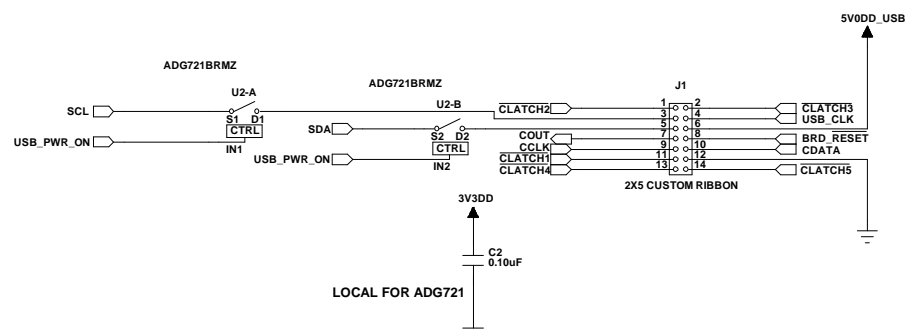 5V0DD_USB
ADG721BRMZ
ADG721BRMZ
U2-A
J1
SCL
S1 D1
CTRL
IN1
USB_PWR_ON
U2-B
SDA
S2 D2
CTRL
IN2
USB_PWR_ON
CLATCH2 1 2 CLATCH3
3 4 USB_CLK
5 6
COUT 7 8 BRD_RESET
CCLK 9 10 CDATA
CLATCH1 11 12
CLATCH4 13 14 CLATCH5
2X5 CUSTOM RIBBON
3V3DD
C2
0.10uF
LOCAL FOR ADG721